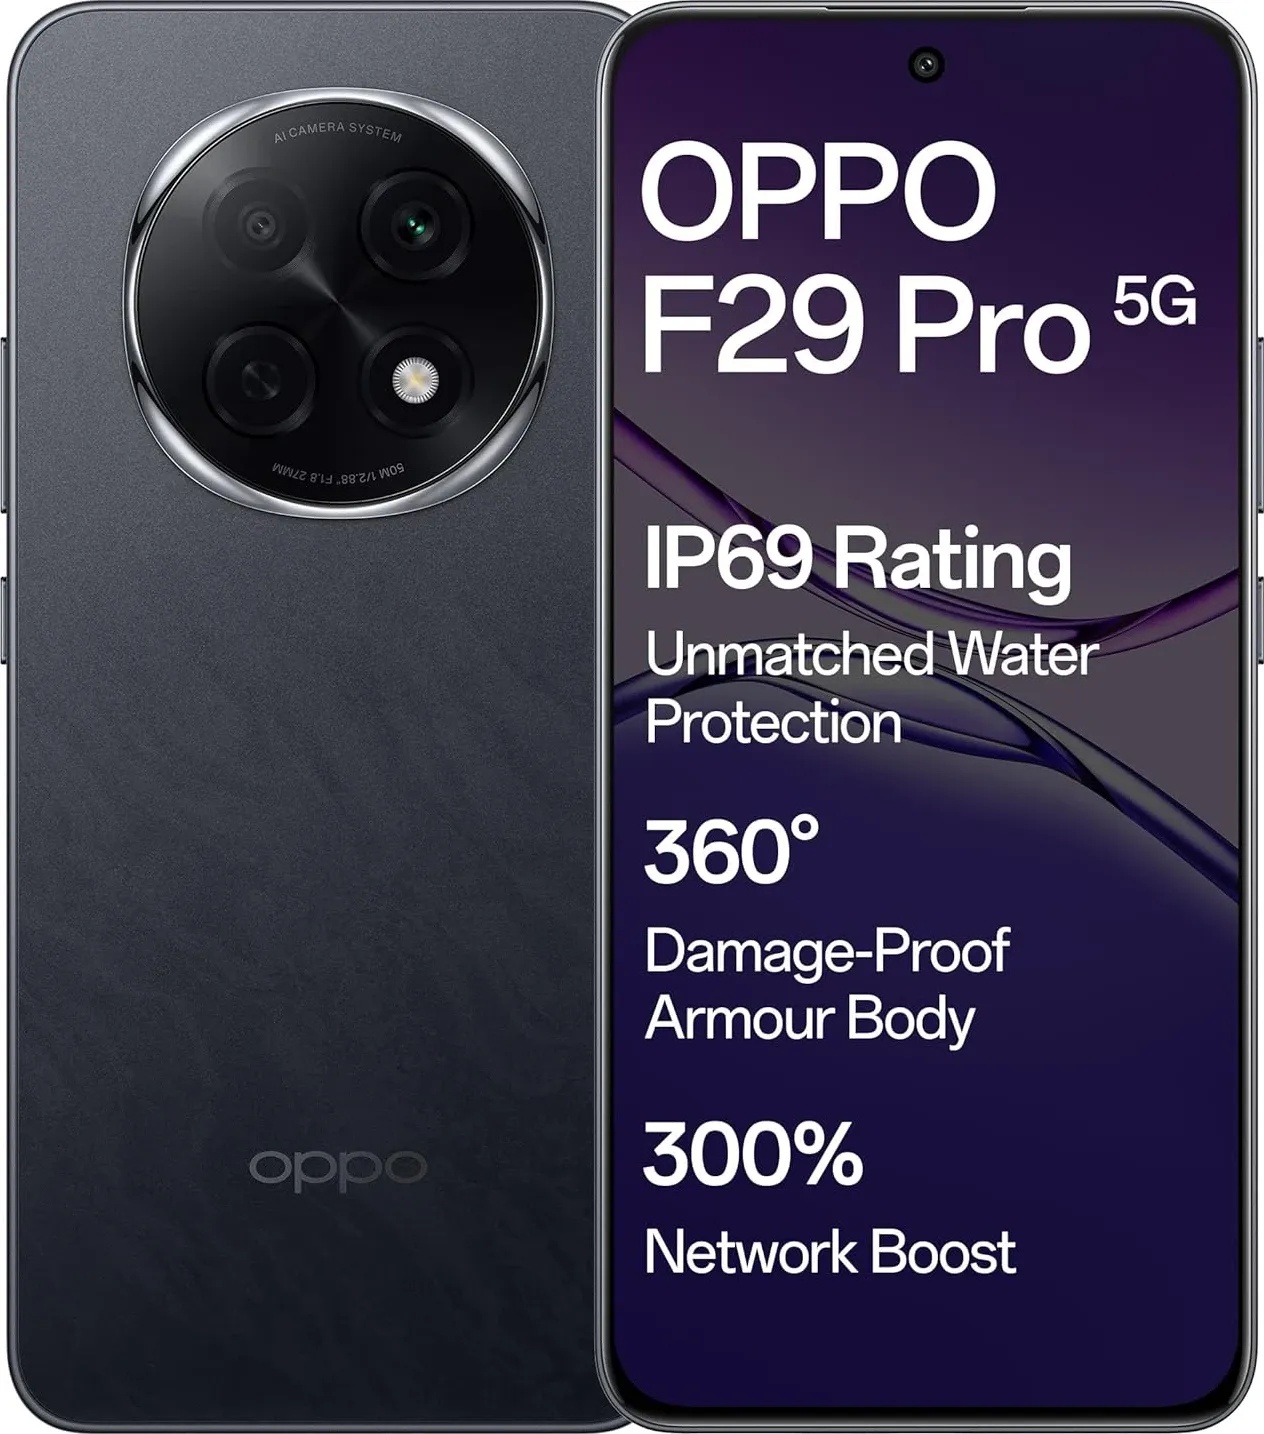 AI CAMERA SYSTEM
50M 1/2.88" F1.8 27MM
oppo
OPPO
F29 Pro 5G
IP69 Rating
Unmatched Water
Protection
360°
Damage-Proof
Armour Body
300%
Network Boost